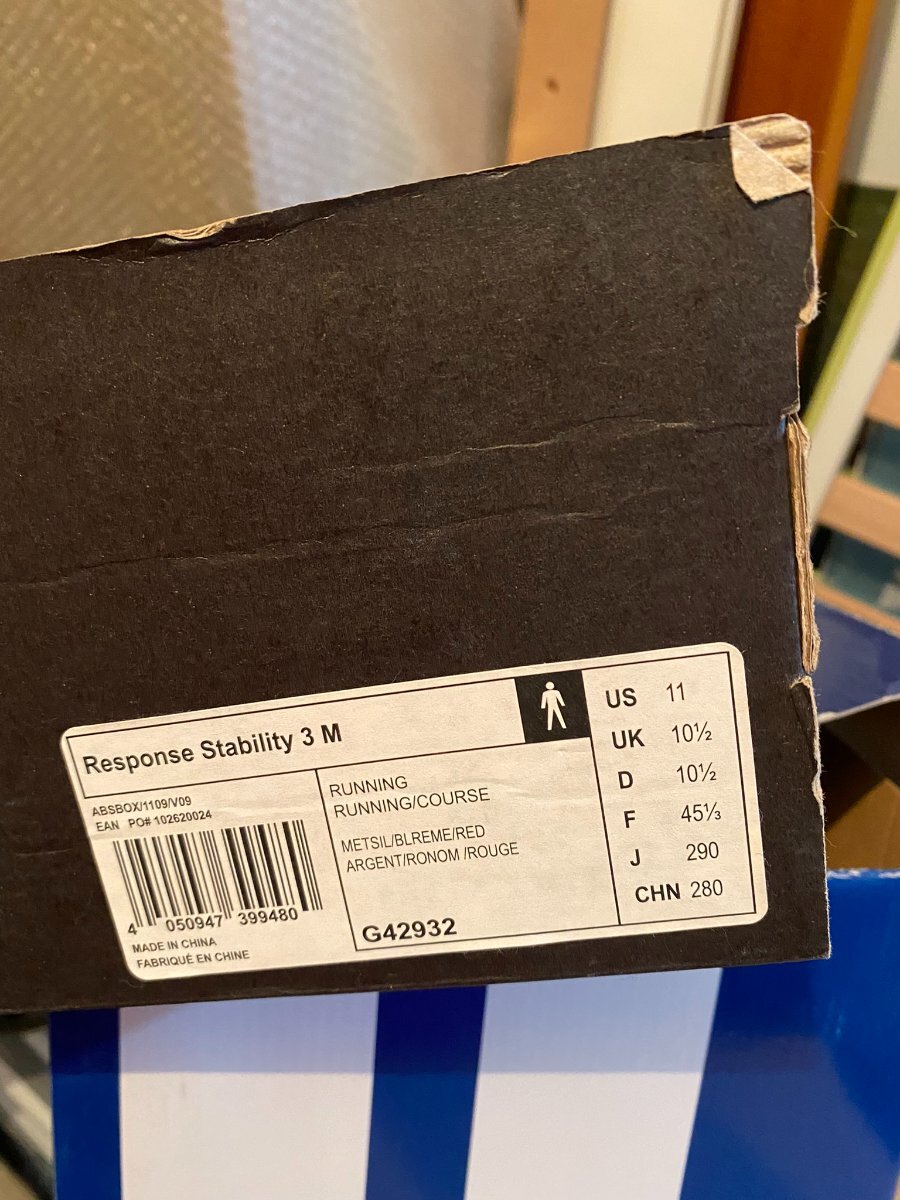 Response Stability 3 M
ABSBOX/1109/V09
EAN PO# 102620024
4 050947 399480
MADE IN CHINA
FABRIQUÉ EN CHINE
RUNNING
RUNNING/COURSE
METSIL/BLREME/RED
ARGENT/RONOM /ROUGE
G42932
US 11
UK 10½
D 10½
F 45⅓
J 290
CHN 280